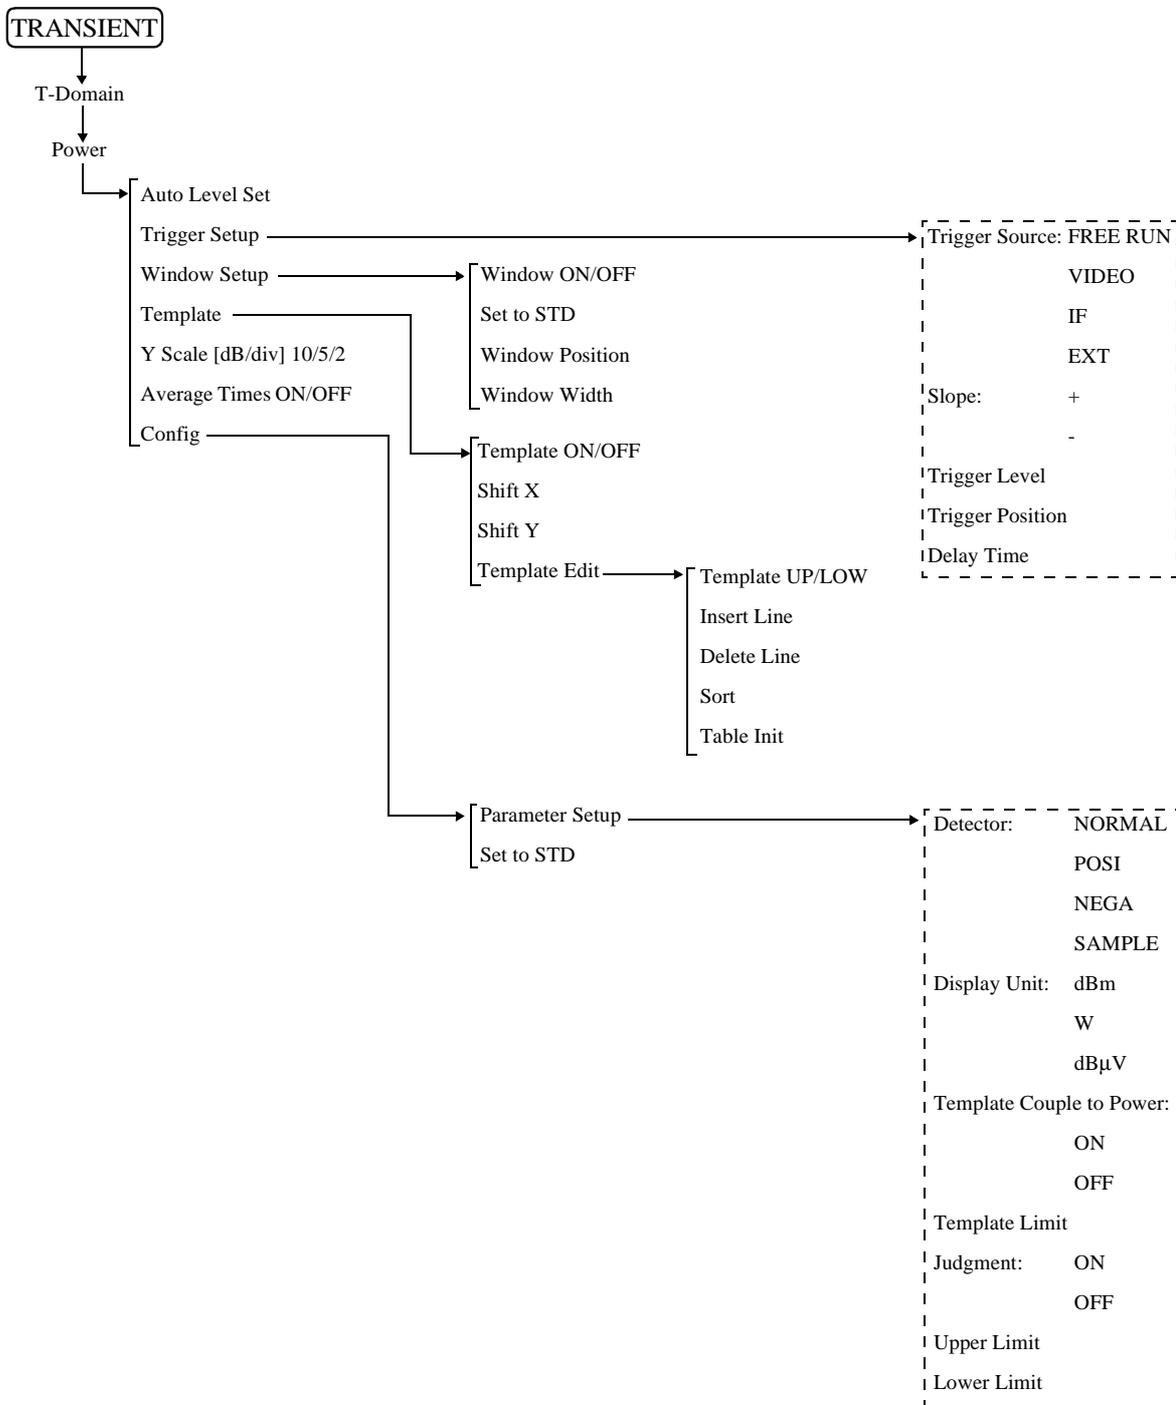 TRANSIENT
T-Domain
Power
Auto Level Set
Trigger Setup
Window Setup
Template
Y Scale [dB/div] 10/5/2
Average Times ON/OFF
Config
Window ON/OFF
Set to STD
Window Position
Window Width
Template ON/OFF
Shift X
Shift Y
Template Edit
Template UP/LOW
Insert Line
Delete Line
Sort
Table Init
Trigger Source: FREE RUN
VIDEO
IF
EXT
Slope: +
-
Trigger Level
Trigger Position
Delay Time
Parameter Setup
Set to STD
Detector: NORMAL
POSI
NEGA
SAMPLE
Display Unit: dBm
W
dBµV
Template Couple to Power:
ON
OFF
Template Limit
Judgment: ON
OFF
Upper Limit
Lower Limit